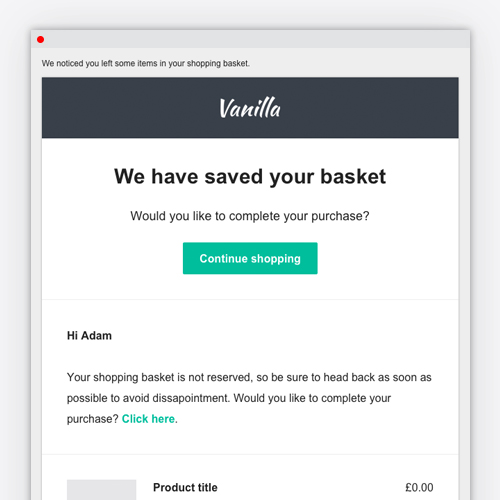 We noticed you left some items in your shopping basket.
Vanilla
We have saved your basket
Would you like to complete your purchase?
Continue shopping
Hi Adam
Your shopping basket is not reserved, so be sure to head back as soon as
possible to avoid dissapointment. Would you like to complete your
purchase? Click here.
Product title £0.00